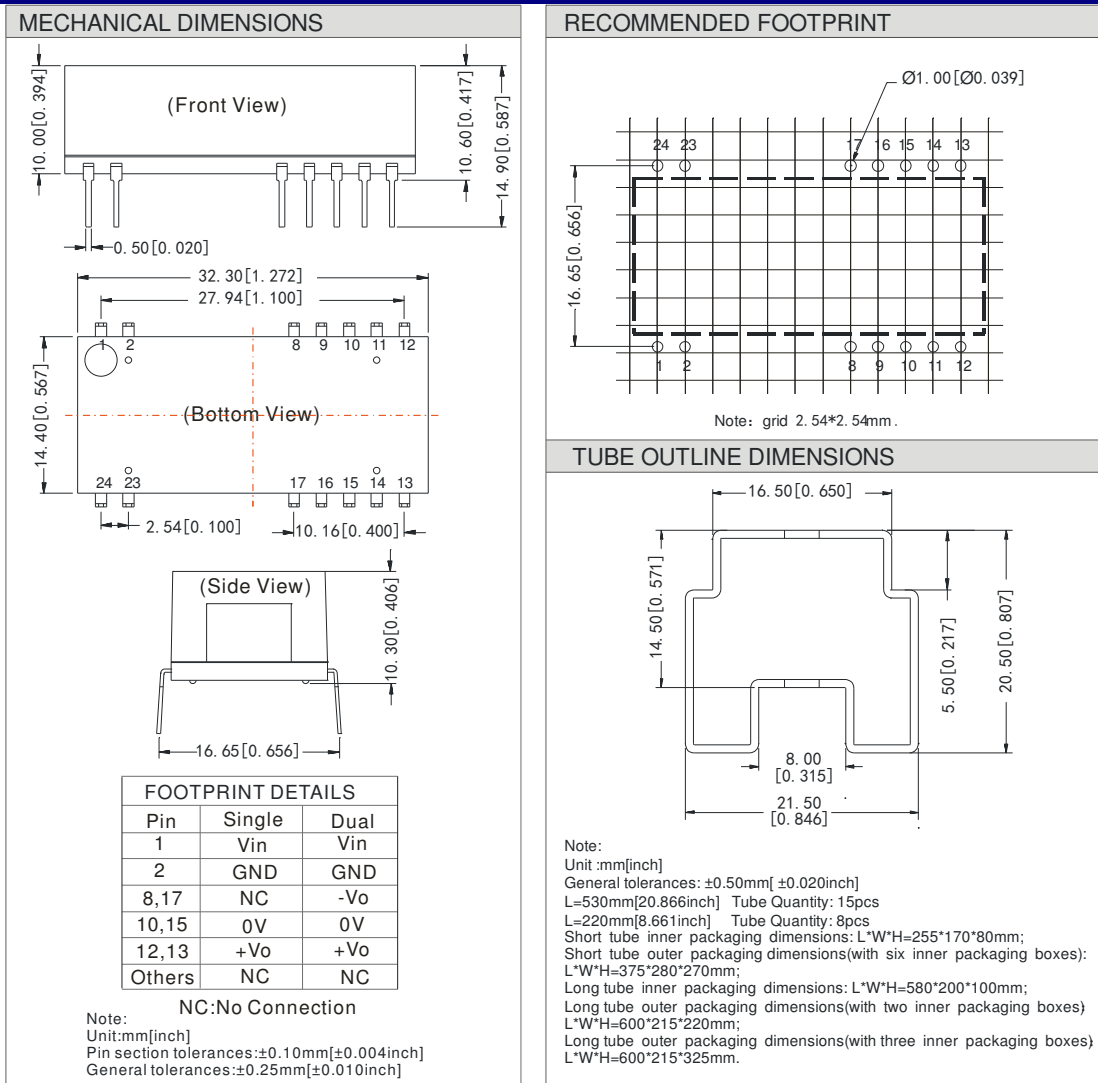 MECHANICAL DIMENSIONS
10.00[0.394]
(Front View)
10.60[0.417]
14.90[0.587]
0.50[0.020]
32.30[1.272]
27.94[1.100]
1 2 8 9 10 11 12
14.40[0.567]
(Bottom View)
24 23 17 16 15 14 13
2.54[0.100]
10.16[0.400]
(Side View)
10.30[0.406]
16.65[0.656]
FOOTPRINT DETAILS
Pin Single Dual
1 Vin Vin
2 GND GND
8,17 NC -Vo
10,15 0V 0V
12,13 +Vo +Vo
Others NC NC
NC:No Connection
Note:
Unit:mm[inch]
Pin section tolerances:±0.10mm[±0.004inch]
General tolerances:±0.25mm[±0.010inch]
RECOMMENDED FOOTPRINT
Ø1.00[Ø0.039]
24 23 17 16 15 14 13
16.65[0.656]
1 2 8 9 10 11 12
Note: grid 2.54*2.54mm.
TUBE OUTLINE DIMENSIONS
16.50[0.650]
14.50[0.571]
5.50[0.217]
20.50[0.807]
8.00
[0.315]
21.50
[0.846]
Note:
Unit :mm[inch]
General tolerances: ±0.50mm[ ±0.020inch]
L=530mm[20.866inch] Tube Quantity: 15pcs
L=220mm[8.661inch] Tube Quantity: 8pcs
Short tube inner packaging dimensions: L*W*H=255*170*80mm;
Short tube outer packaging dimensions(with six inner packaging boxes):
L*W*H=375*280*270mm;
Long tube inner packaging dimensions: L*W*H=580*200*100mm;
Long tube outer packaging dimensions(with two inner packaging boxes):
L*W*H=600*215*220mm;
Long tube outer packaging dimensions(with three inner packaging boxes):
L*W*H=600*215*325mm.